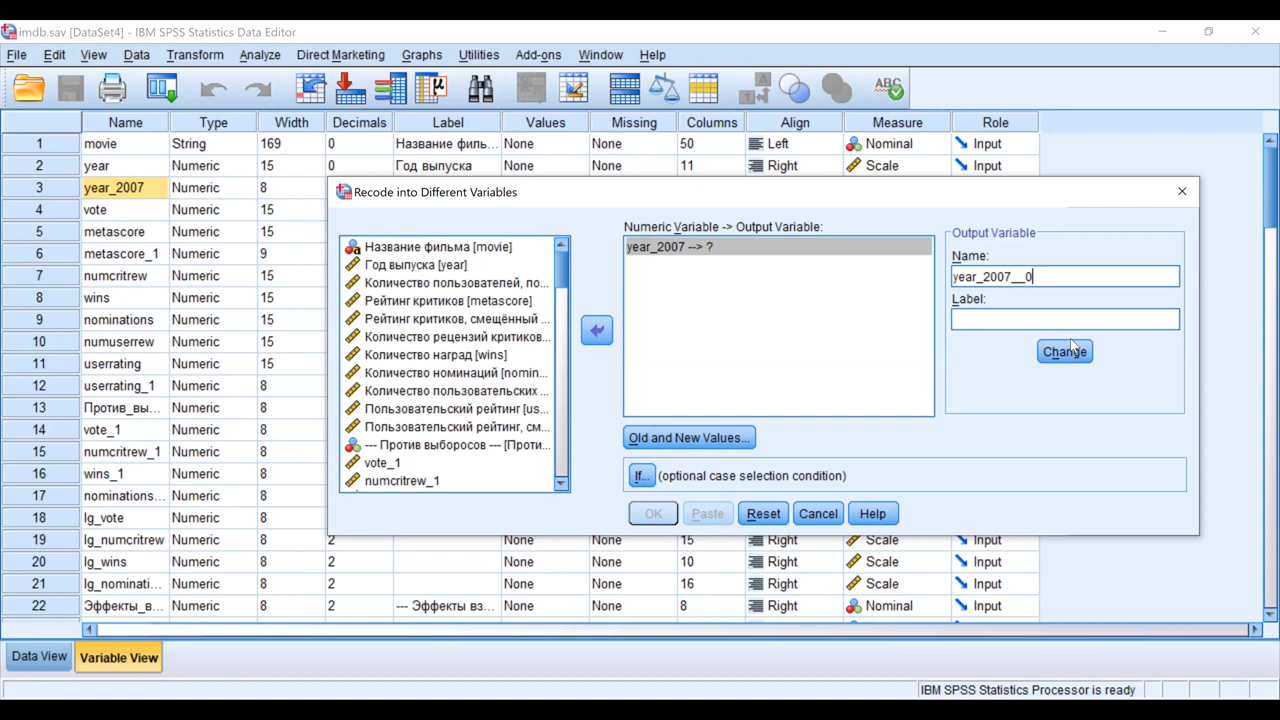 imdb.sav [DataSet4] - IBM SPSS Statistics Data Editor
File Edit View Data Transform Analyze Direct Marketing Graphs Utilities Add-ons Window Help
Name Type Width Decimals Label Values Missing Columns Align Measure Role
1 movie String 169 0 Название филь... None None 50 Left Nominal Input
2 year Numeric 15 0 Год выпуска None None 11 Right Scale Input
3 year_2007 Numeric 8
4 vote Numeric 15
5 metascore Numeric 15
6 metascore_1 Numeric 9
7 numcritrew Numeric 15
8 wins Numeric 15
9 nominations Numeric 15
10 numuserrew Numeric 15
11 userrating Numeric 15
12 userrating_1 Numeric 8
13 Против_вы... Numeric 8
14 vote_1 Numeric 8
15 numcritrew_1 Numeric 8
16 wins_1 Numeric 8
17 nominations... Numeric 8
18 lg_vote Numeric 8
19 lg_numcritrew Numeric 8 2 None None 15 Right Scale Input
20 lg_wins Numeric 8 2 None None 10 Right Scale Input
21 lg_nominati... Numeric 8 2 None None 16 Right Scale Input
22 Эффекты_в... Numeric 8 2 --- Эффекты вз... None None 8 Right Nominal Input
Recode into Different Variables
Название фильма [movie]
Год выпуска [year]
Количество пользователей, по...
Рейтинг критиков [metascore]
Рейтинг критиков, смещённый ...
Количество рецензий критиков...
Количество наград [wins]
Количество номинаций [nomin...
Количество пользовательских ...
Пользовательский рейтинг [us...
Пользовательский рейтинг, см...
--- Против выборосов --- [Проти...
vote_1
numcritrew_1
Numeric Variable -> Output Variable:
year_2007 --> ?
Output Variable
Name:
year_2007__0
Label:
Change
Old and New Values...
If... (optional case selection condition)
OK Paste Reset Cancel Help
Data View Variable View
IBM SPSS Statistics Processor is ready